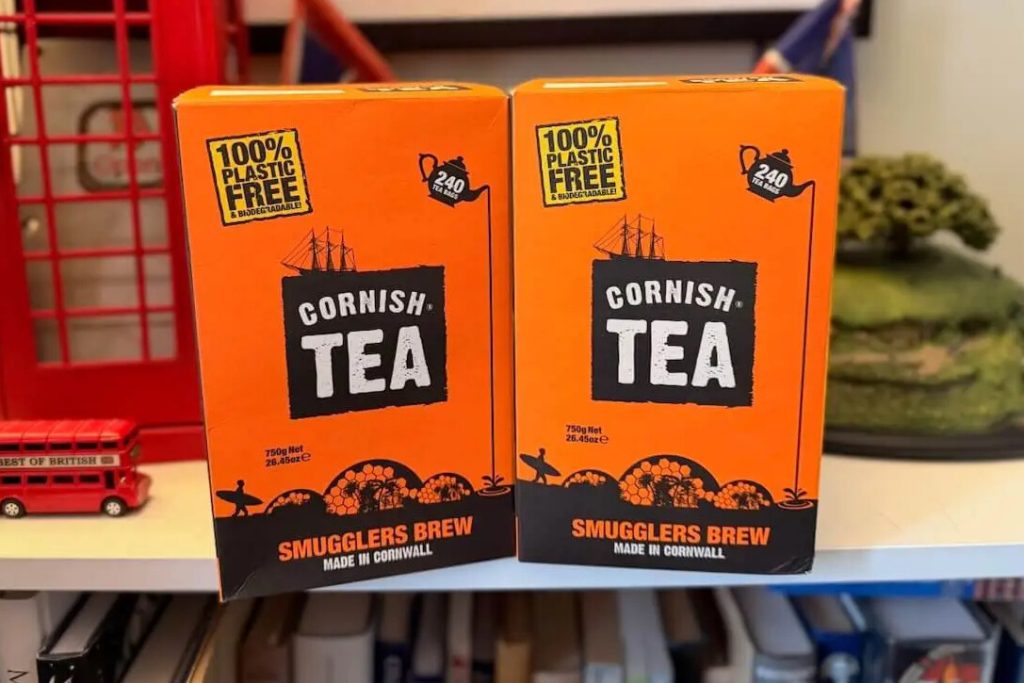 100%
PLASTIC
FREE
& BIODEGRADABLE!
240
TEA BAGS
CORNISH®
TEA
750g Net
26.45oz ℮
SMUGGLERS BREW
MADE IN CORNWALL
100%
PLASTIC
FREE
& BIODEGRADABLE!
240
TEA BAGS
CORNISH®
TEA
750g Net
26.45oz ℮
SMUGGLERS BREW
MADE IN CORNWALL
BEST OF BRITISH